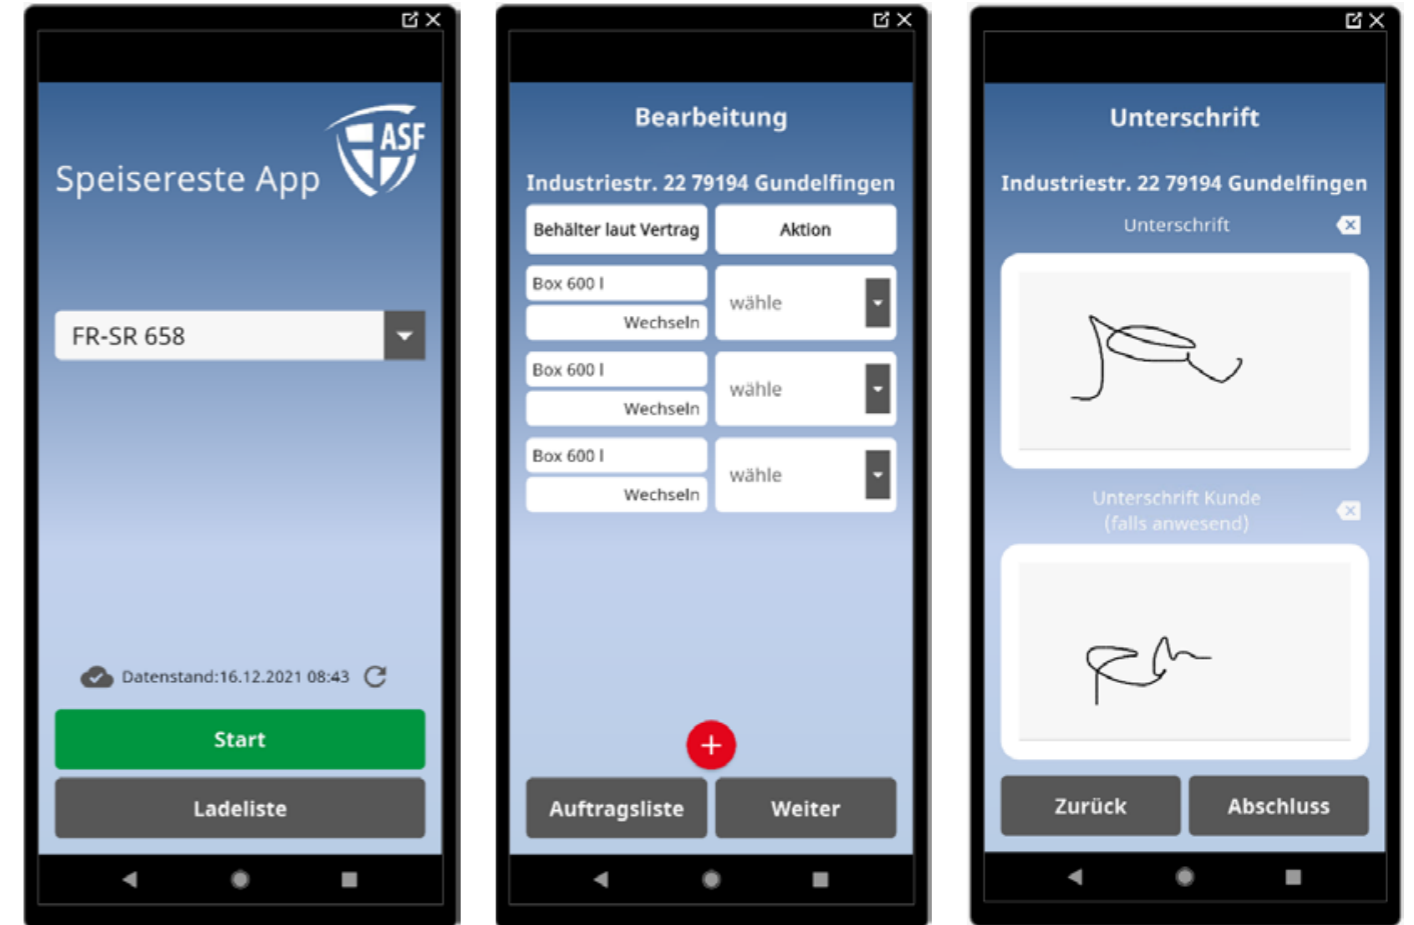 ASF
Speisereste App
FR-SR 658
Datenstand:16.12.2021 08:43
Start
Ladeliste
Bearbeitung
Industriestr. 22 79194 Gundelfingen
Behälter laut Vertrag Aktion
Box 600 l
wähle
Wechseln
Box 600 l
wähle
Wechseln
Box 600 l
wähle
Wechseln
+
Auftragsliste Weiter
Unterschrift
Industriestr. 22 79194 Gundelfingen
Unterschrift
Unterschrift Kunde
(falls anwesend)
Zurück Abschluss